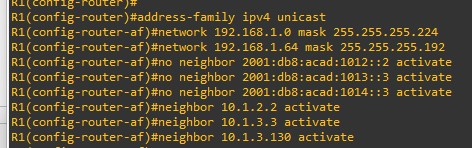 R1(config-router)#
R1(config-router)#address-family ipv4 unicast
R1(config-router-af)#network 192.168.1.0 mask 255.255.255.224
R1(config-router-af)#network 192.168.1.64 mask 255.255.255.192
R1(config-router-af)#no neighbor 2001:db8:acad:1012::2 activate
R1(config-router-af)#no neighbor 2001:db8:acad:1013::3 activate
R1(config-router-af)#no neighbor 2001:db8:acad:1014::3 activate
R1(config-router-af)#neighbor 10.1.2.2 activate
R1(config-router-af)#neighbor 10.1.3.3 activate
R1(config-router-af)#neighbor 10.1.3.130 activate
R1(config-router-af)#